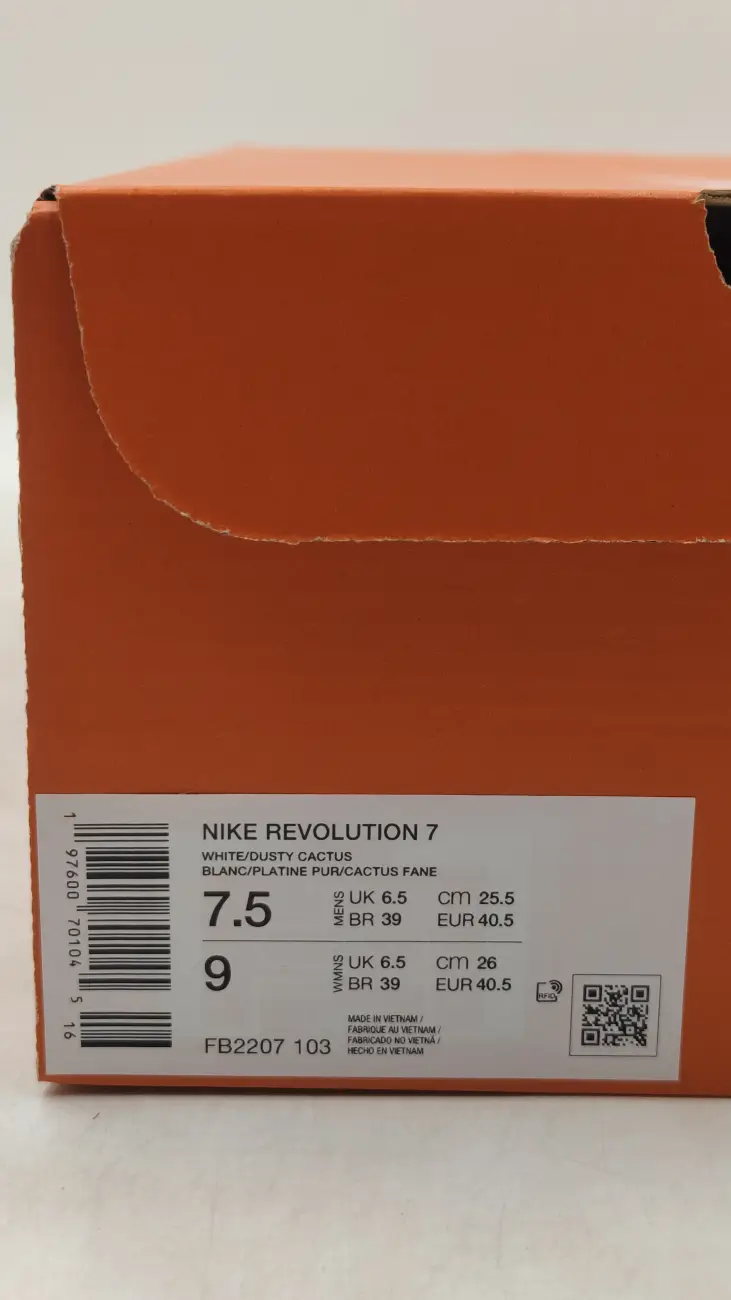 NIKE REVOLUTION 7
WHITE/DUSTY CACTUS
BLANC/PLATINE PUR/CACTUS FANE
7.5 MENS UK 6.5 cm 25.5
BR 39 EUR 40.5
9 WMNS UK 6.5 cm 26
BR 39 EUR 40.5
FB2207 103
MADE IN VIETNAM /
FABRIQUE AU VIETNAM /
FABRICADO NO VIETNÃ /
HECHO EN VIETNAM
RFID
1 97600 70104 5 16